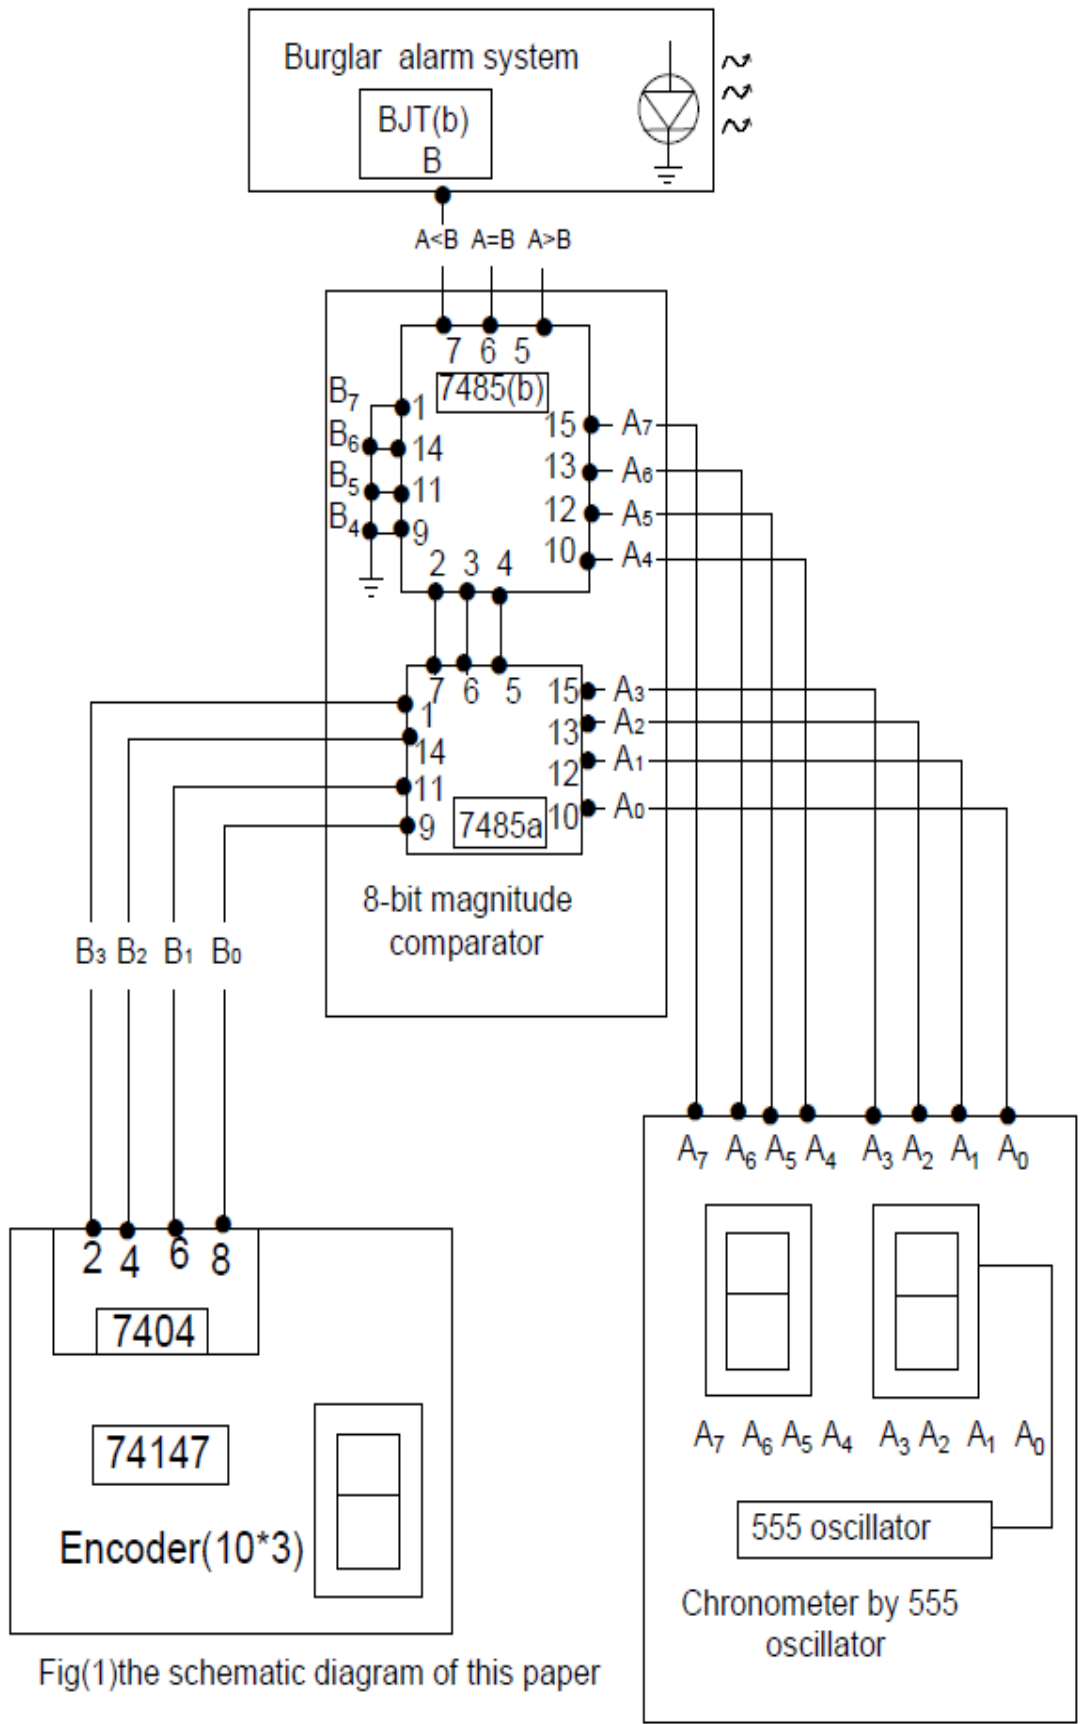 Burglar alarm system
BJT(b)
B
A<B A=B A>B
7 6 5
7485(b)
B7 1
B6 14
B5 11
B4 9
15 A7
13 A6
12 A5
10 A4
2 3 4
7 6 5
1
14
11
9
15 A3
13 A2
12 A1
10 A0
7485a
8-bit magnitude
comparator
B3 B2 B1 B0
A7 A6 A5 A4 A3 A2 A1 A0
2 4 6 8
7404
74147
Encoder(10*3)
A7 A6 A5 A4 A3 A2 A1 A0
555 oscillator
Chronometer by 555
oscillator
Fig(1)the schematic diagram of this paper